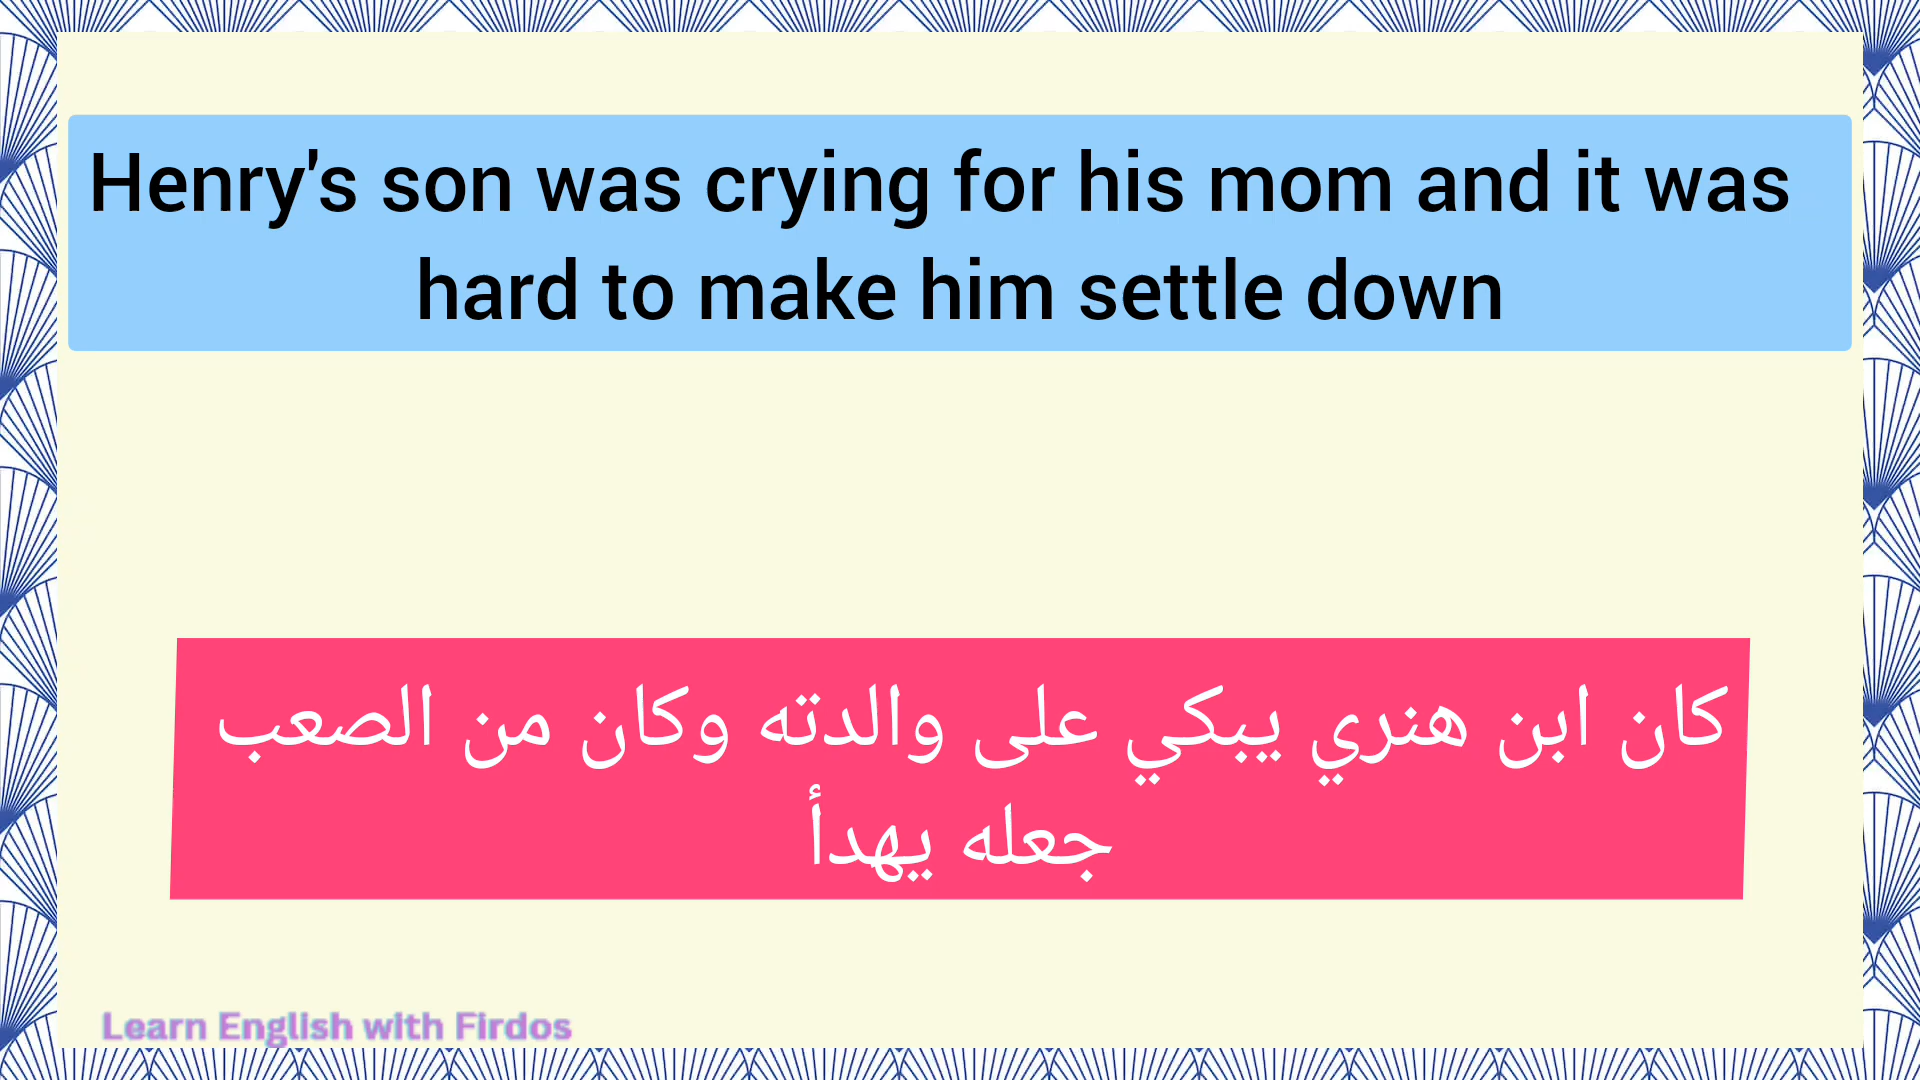 Henry's son was crying for his mom and it was
hard to make him settle down
كان ابن هنري يبكي على والدته وكان من الصعب
جعله يهدأ
Learn English with Firdos